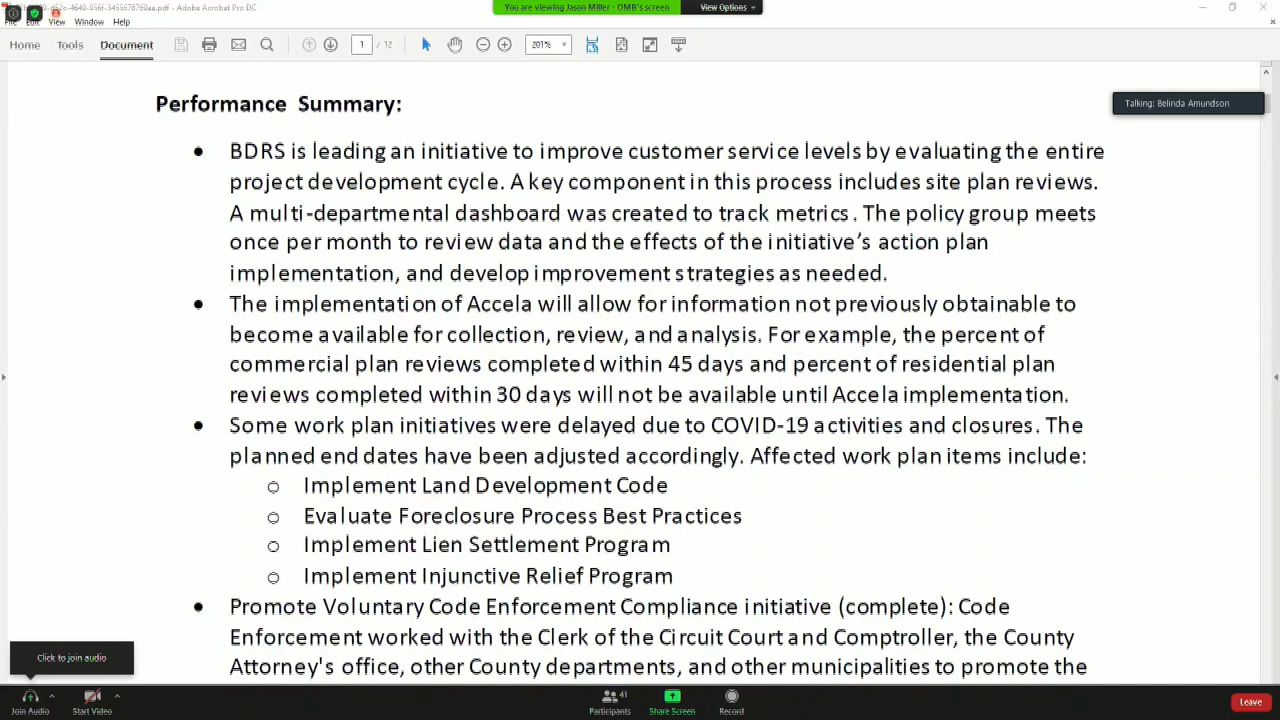 Adobe Acrobat Pro DC
You are viewing Jason Miller - OMB's screen
View Options
File Edit View Window Help
Home Tools Document
1 / 12
201%
Talking: Belinda Amundson
Performance Summary:
• BDRS is leading an initiative to improve customer service levels by evaluating the entire
project development cycle. A key component in this process includes site plan reviews.
A multi-departmental dashboard was created to track metrics. The policy group meets
once per month to review data and the effects of the initiative's action plan
implementation, and develop improvement strategies as needed.
• The implementation of Accela will allow for information not previously obtainable to
become available for collection, review, and analysis. For example, the percent of
commercial plan reviews completed within 45 days and percent of residential plan
reviews completed within 30 days will not be available until Accela implementation.
• Some work plan initiatives were delayed due to COVID-19 activities and closures. The
planned end dates have been adjusted accordingly. Affected work plan items include:
o Implement Land Development Code
o Evaluate Foreclosure Process Best Practices
o Implement Lien Settlement Program
o Implement Injunctive Relief Program
• Promote Voluntary Code Enforcement Compliance initiative (complete): Code
Enforcement worked with the Clerk of the Circuit Court and Comptroller, the County
Attorney's office, other County departments, and other municipalities to promote the
Click to join audio
Join Audio
Start Video
Participants 41
Share Screen
Record
Leave